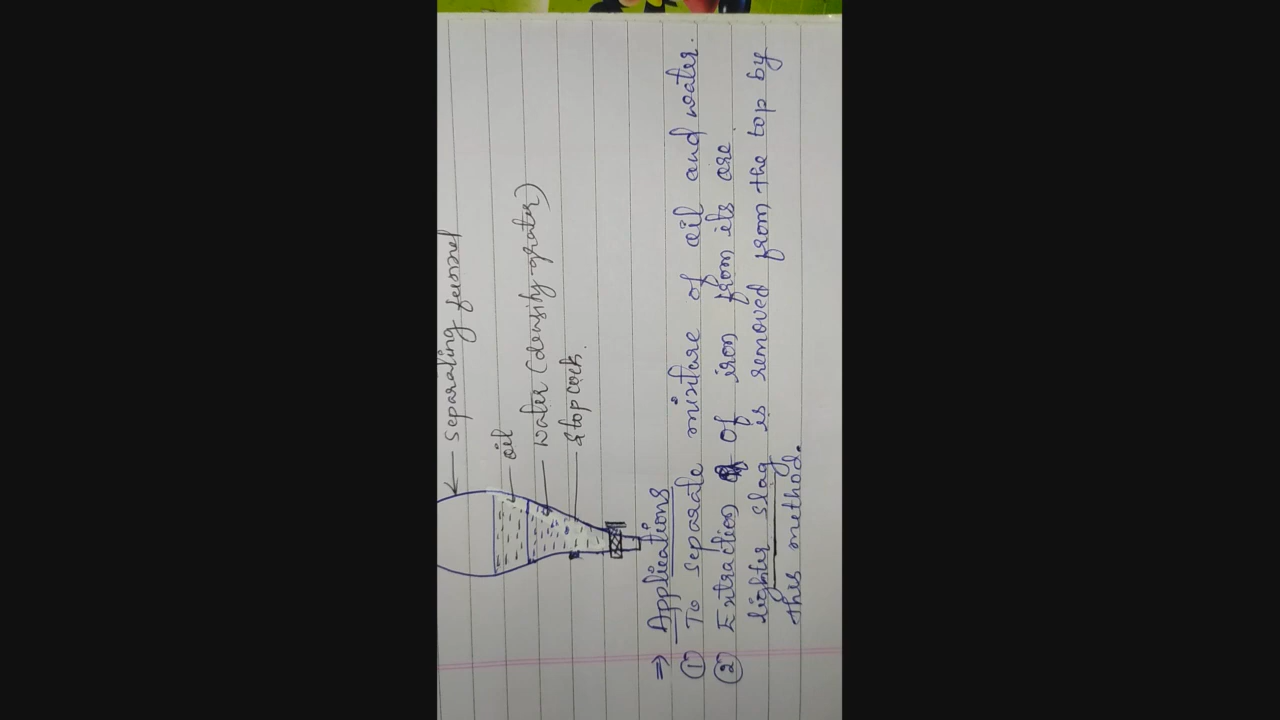 separating funnel
oil
water (density greater)
stop cock.
⇒ Applications
① To separate mixture of oil and water.
② Extraction of iron from its ore.
lighter slag is removed from the top by
this method.